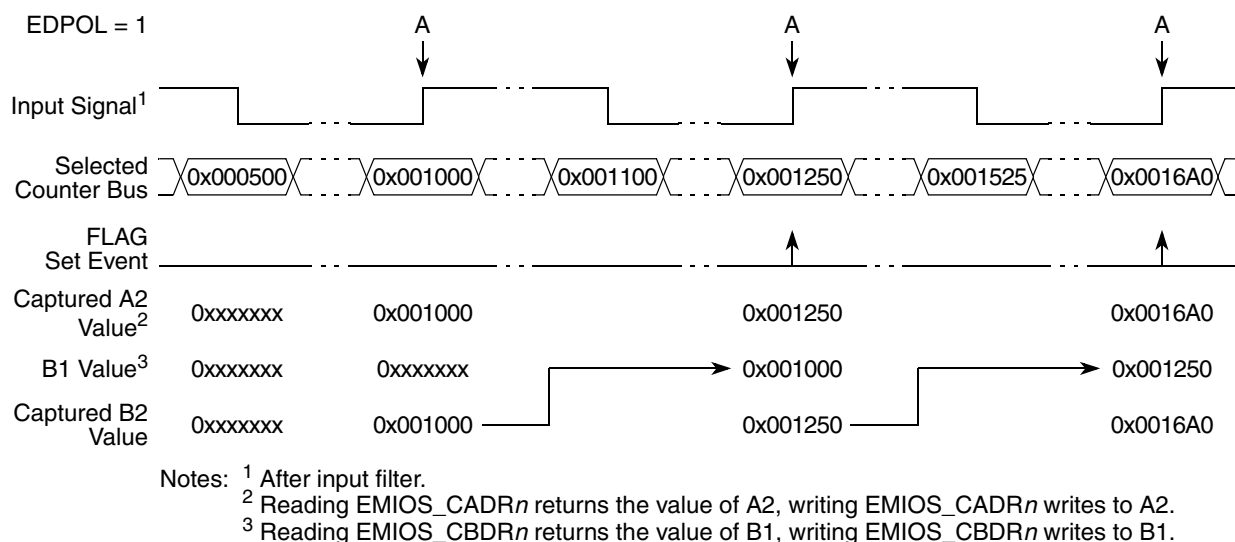 EDPOL = 1 A A A
Input Signal1
Selected
Counter Bus
0x000500 0x001000 0x001100 0x001250 0x001525 0x0016A0
FLAG
Set Event
Captured A2
Value2
0xxxxxxx 0x001000 0x001250 0x0016A0
B1 Value3 0xxxxxxx 0xxxxxxx 0x001000 0x001250
Captured B2
Value
0xxxxxxx 0x001000 0x001250 0x0016A0
Notes: 1 After input filter.
2 Reading EMIOS_CADRn returns the value of A2, writing EMIOS_CADRn writes to A2.
3 Reading EMIOS_CBDRn returns the value of B1, writing EMIOS_CBDRn writes to B1.